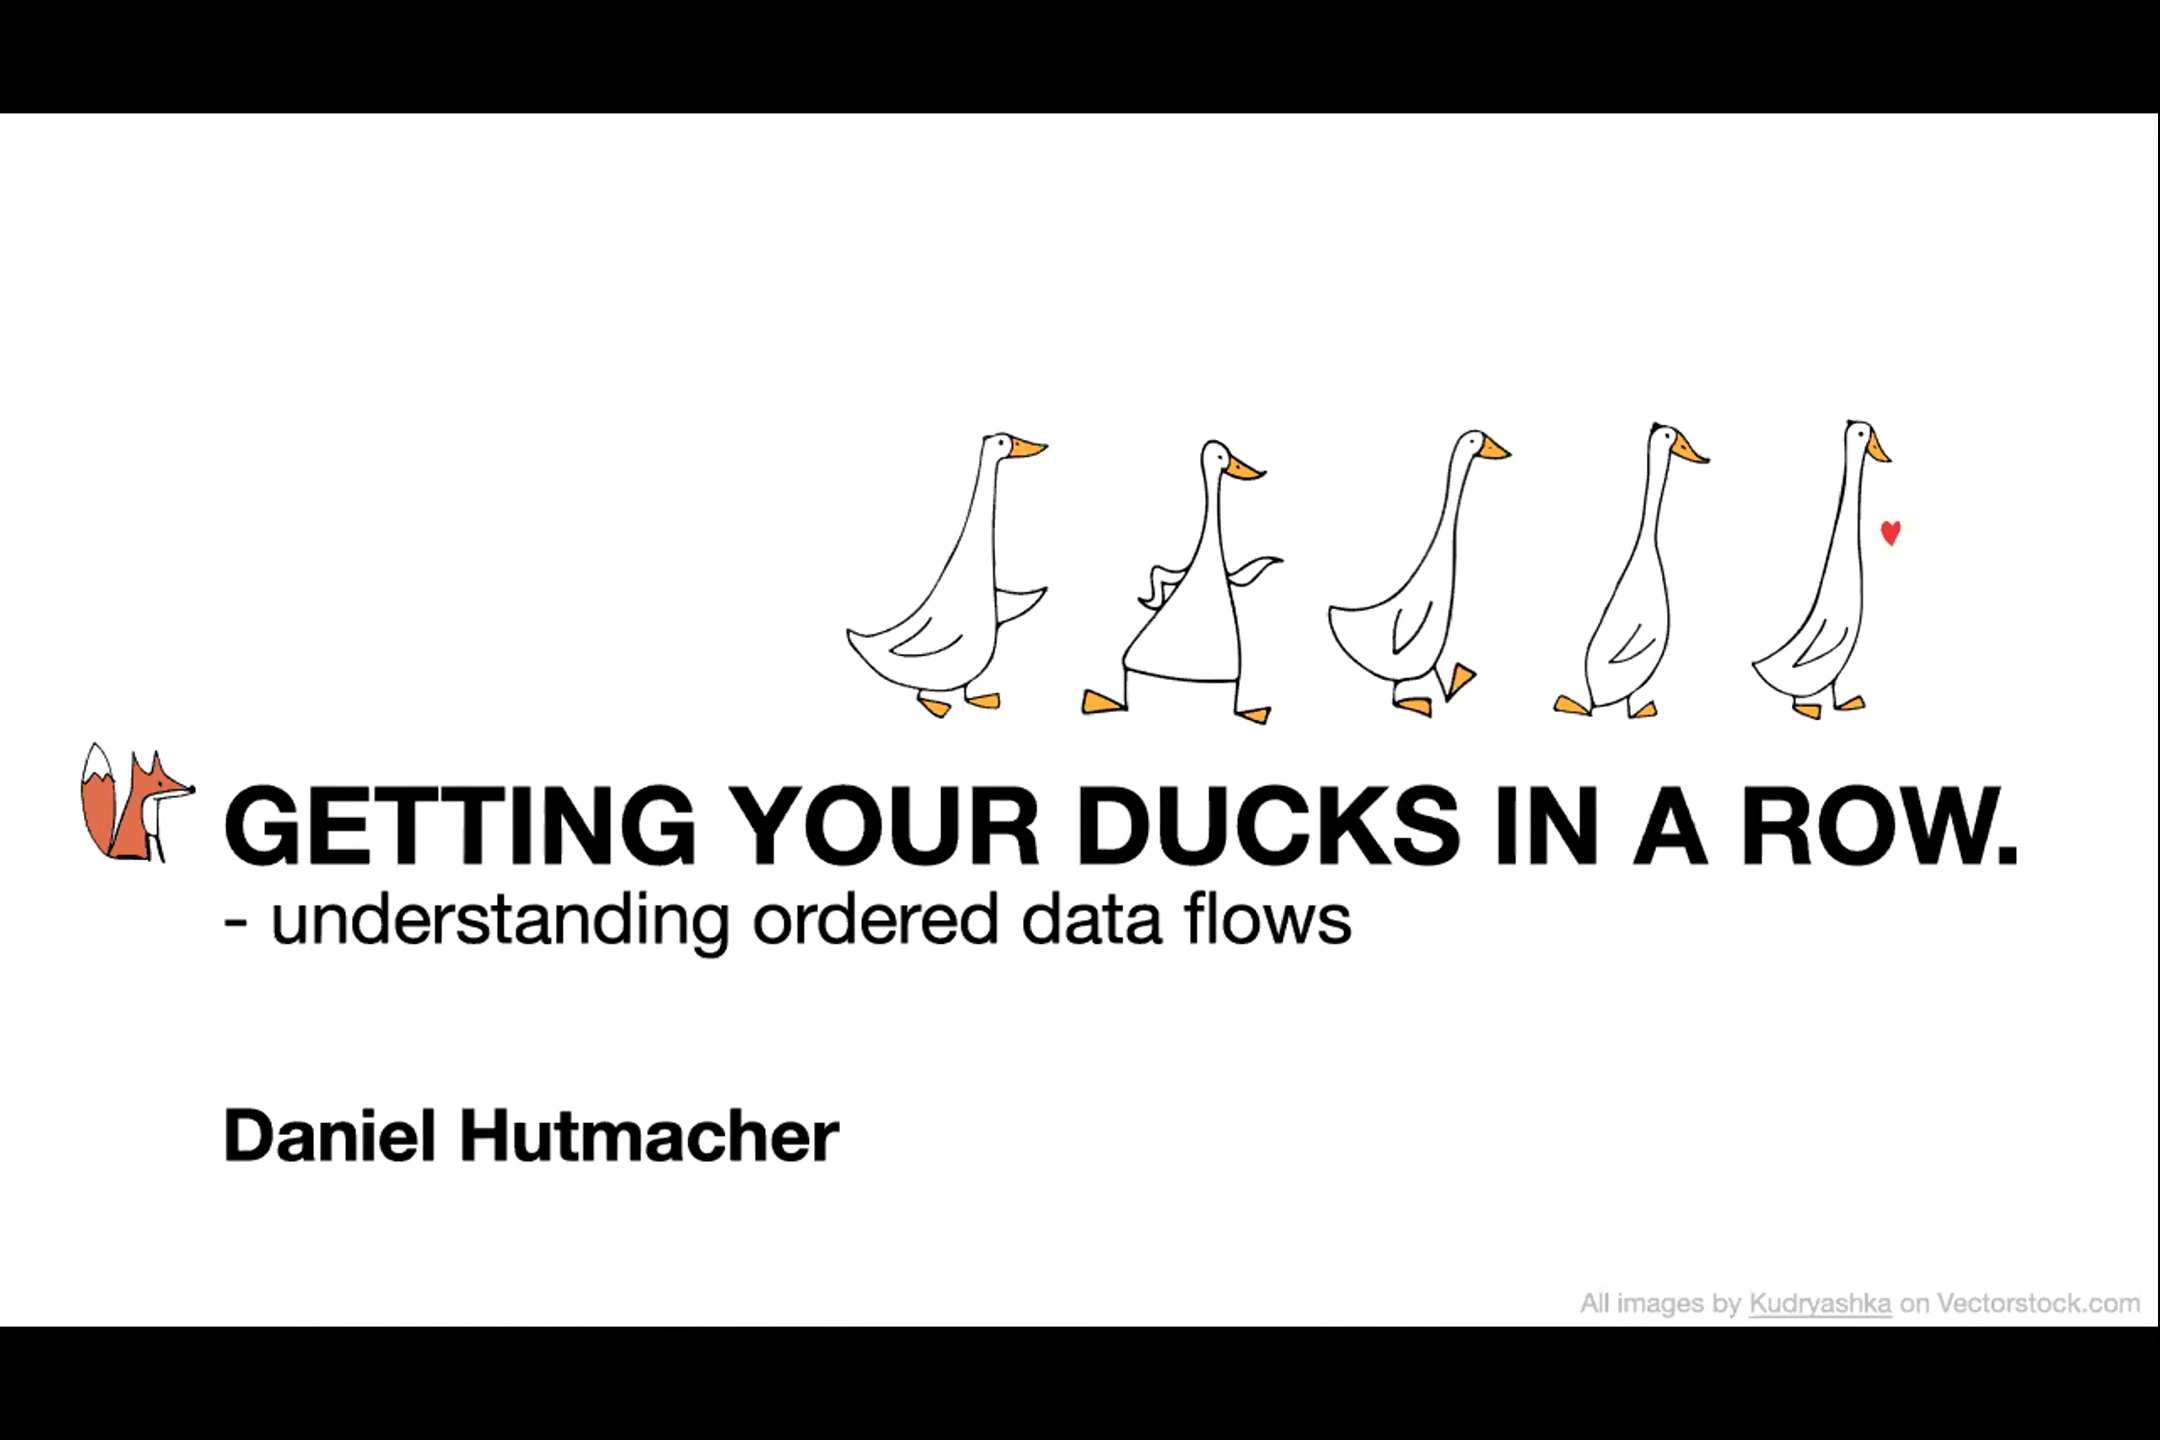 GETTING YOUR DUCKS IN A ROW.
- understanding ordered data flows
Daniel Hutmacher
All images by Kudryashka on Vectorstock.com